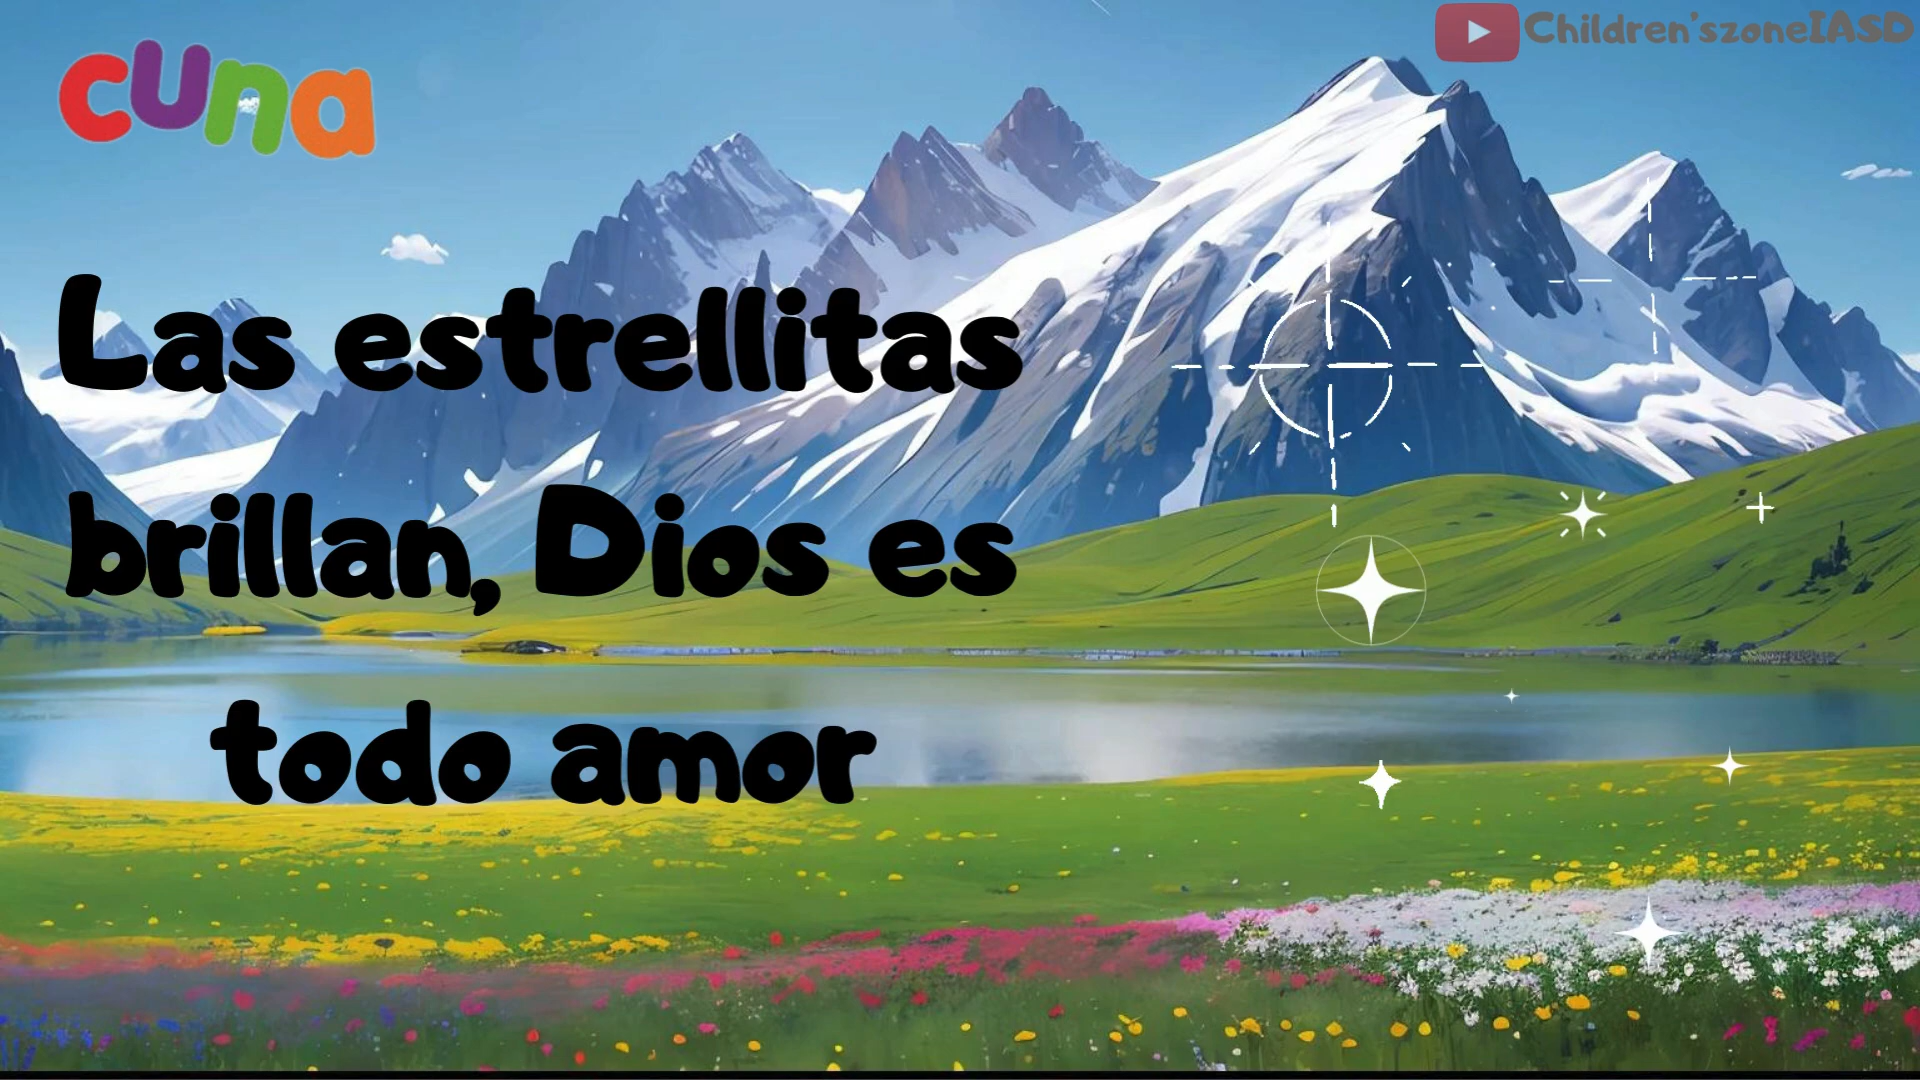 cuna
Children'szoneIASD
Las estrellitas
brillan, Dios es
todo amor